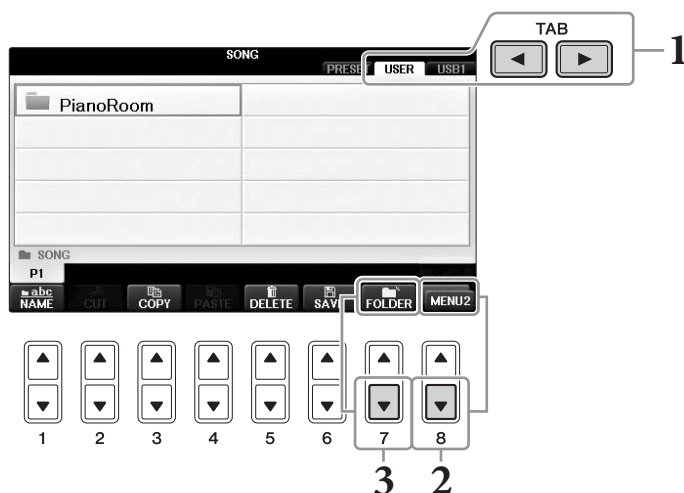 TAB
1
SONG
PRESET USER USB1
PianoRoom
SONG
P1
abc
NAME CUT COPY PASTE DELETE SAVE FOLDER MENU2
1 2 3 4 5 6 7 8
3 2